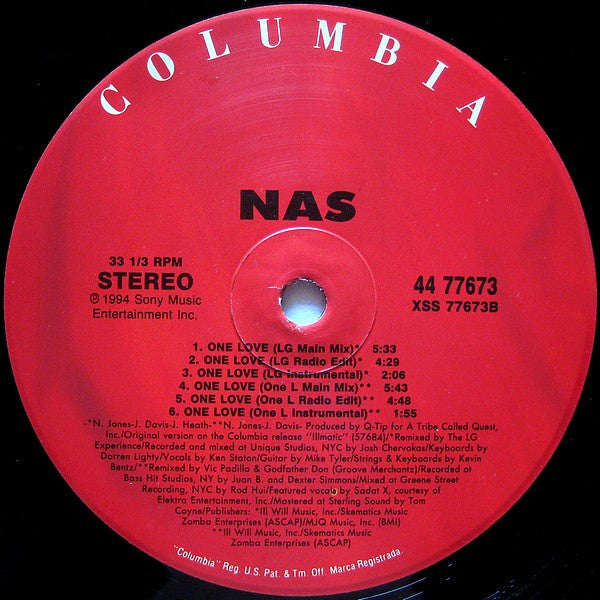 COLUMBIA
NAS
33 1/3 RPM
STEREO
℗ 1994 Sony Music
Entertainment Inc.
44 77673
XSS 77673B
1. ONE LOVE (LG Main Mix)* 5:33
2. ONE LOVE (LG Radio Edit)* 4:29
3. ONE LOVE (LG Instrumental)* 2:06
4. ONE LOVE (One L Main Mix)** 5:43
5. ONE LOVE (One L Radio Edit)** 4:48
6. ONE LOVE (One L Instrumental)** 1:55
-*N. Jones-J. Davis-J. Heath-**N. Jones-J. Davis- Produced by Q-Tip for A Tribe Called Quest,
Inc./Original version on the Columbia release "Illmatic" (57684)/*Remixed by The LG
Experience/Recorded and mixed at Unique Studios, NYC by Josh Chervokas/Keyboards by
Darren Lighty/Vocals by Ken Staton/Guitar by Mike Tyler/Strings & Keyboards by Kevin
Bentz/**Remixed by Vic Padillo & Godfather Don (Groove Merchantz)/Recorded at
Bass Hit Studios, NY by Juan B. and Dexter Simmons/Mixed at Greene Street
Recording, NYC by Rod Hui/Featured vocals by Sadat X, courtesy of
Elektra Entertainment, Inc./Mastered at Sterling Sound by Tom
Coyne/Publishers: *Ill Will Music, Inc./Skematics Music
Zomba Enterprises (ASCAP)/MJQ Music, Inc. (BMI)
**Ill Will Music, Inc./Skematics Music
Zomba Enterprises (ASCAP)
"Columbia" Reg. U.S. Pat. & Tm. Off. Marca Registrada.